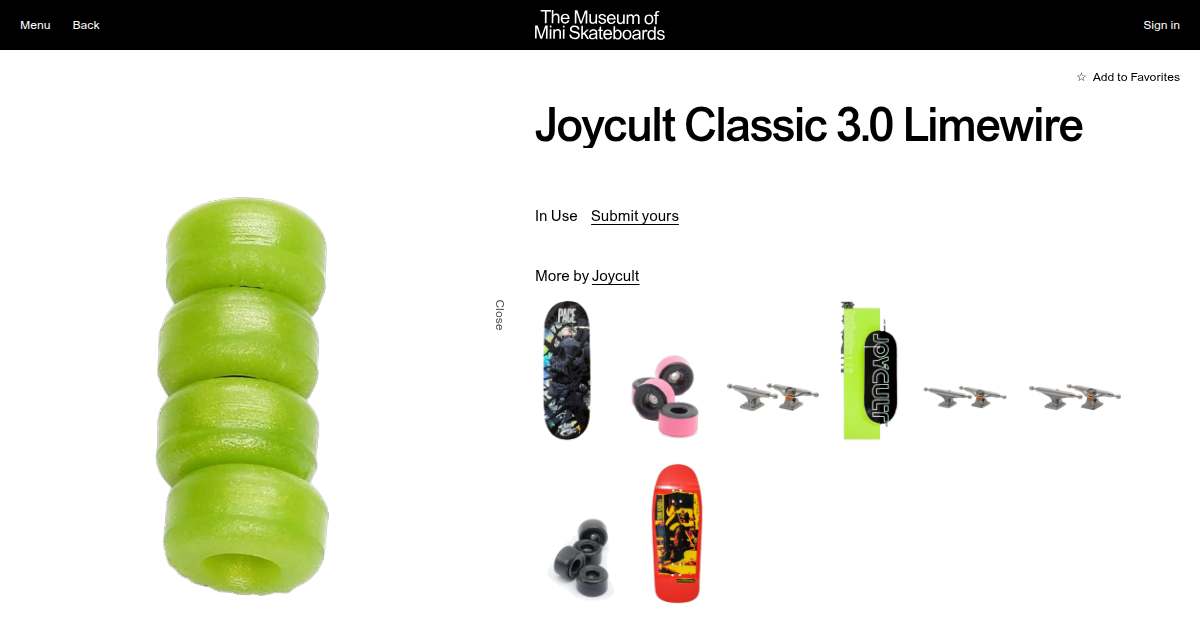 Menu
Back
The Museum of
Mini Skateboards
Sign in
☆ Add to Favorites
Joycult Classic 3.0 Limewire
In Use Submit yours
More by Joycult
Close
PACE
JOYCULT